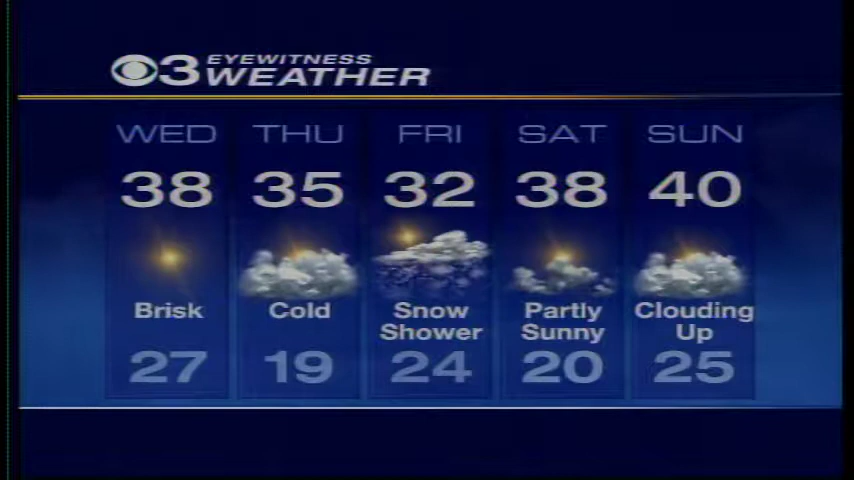 3 EYEWITNESS
WEATHER
WED THU FRI SAT SUN
38 35 32 38 40
Brisk Cold Snow Shower Partly Sunny Clouding Up
27 19 24 20 25